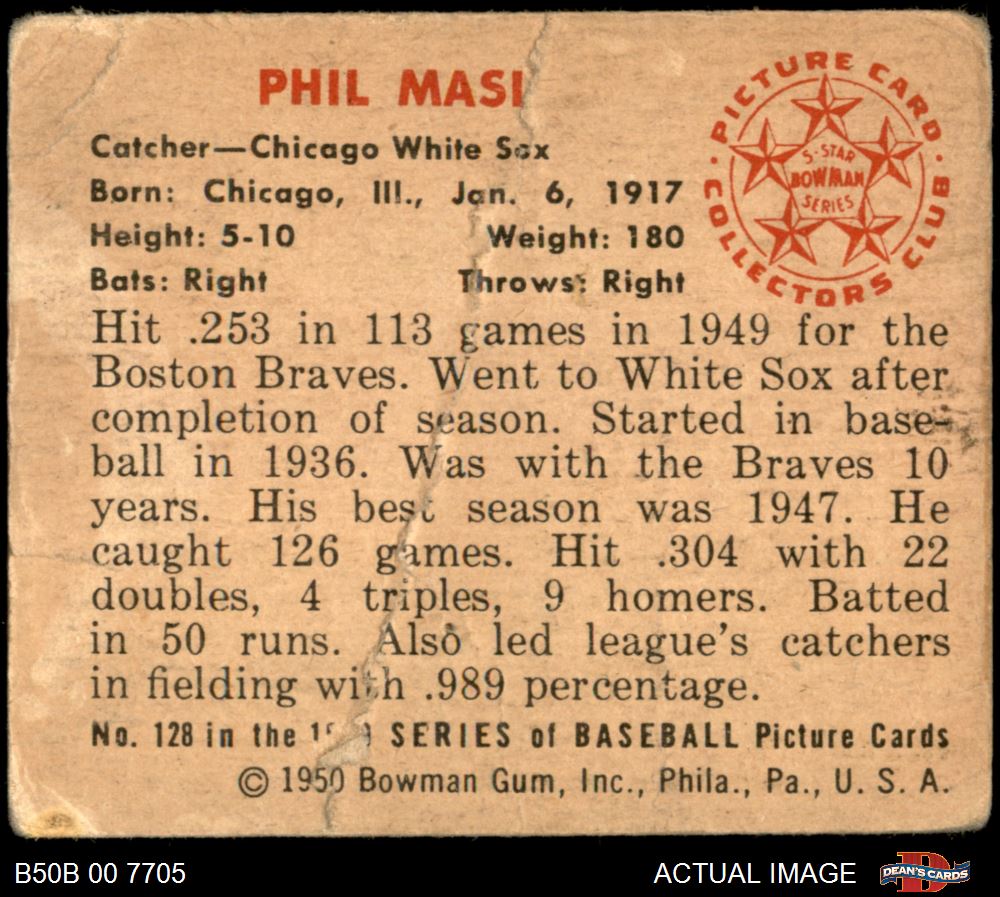 PHIL MASI
Catcher—Chicago White Sox
Born: Chicago, Ill., Jan. 6, 1917
Height: 5-10 Weight: 180
Bats: Right Throws: Right
PICTURE CARD
COLLECTORS CLUB
5-STAR
BOWMAN
SERIES
Hit .253 in 113 games in 1949 for the
Boston Braves. Went to White Sox after
completion of season. Started in base-
ball in 1936. Was with the Braves 10
years. His best season was 1947. He
caught 126 games. Hit .304 with 22
doubles, 4 triples, 9 homers. Batted
in 50 runs. Also led league's catchers
in fielding with .989 percentage.
No. 128 in the SERIES of BASEBALL Picture Cards
© 1950 Bowman Gum, Inc., Phila., Pa., U. S. A.
B50B 00 7705
ACTUAL IMAGE
DEAN'S CARDS